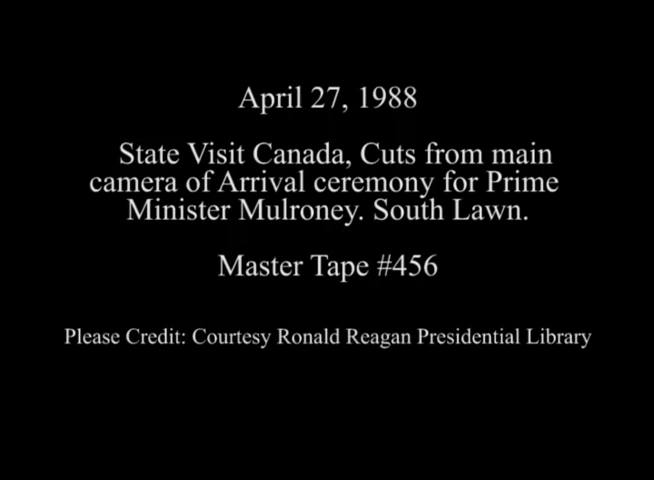 April 27, 1988
State Visit Canada, Cuts from main
camera of Arrival ceremony for Prime
Minister Mulroney. South Lawn.
Master Tape #456
Please Credit: Courtesy Ronald Reagan Presidential Library